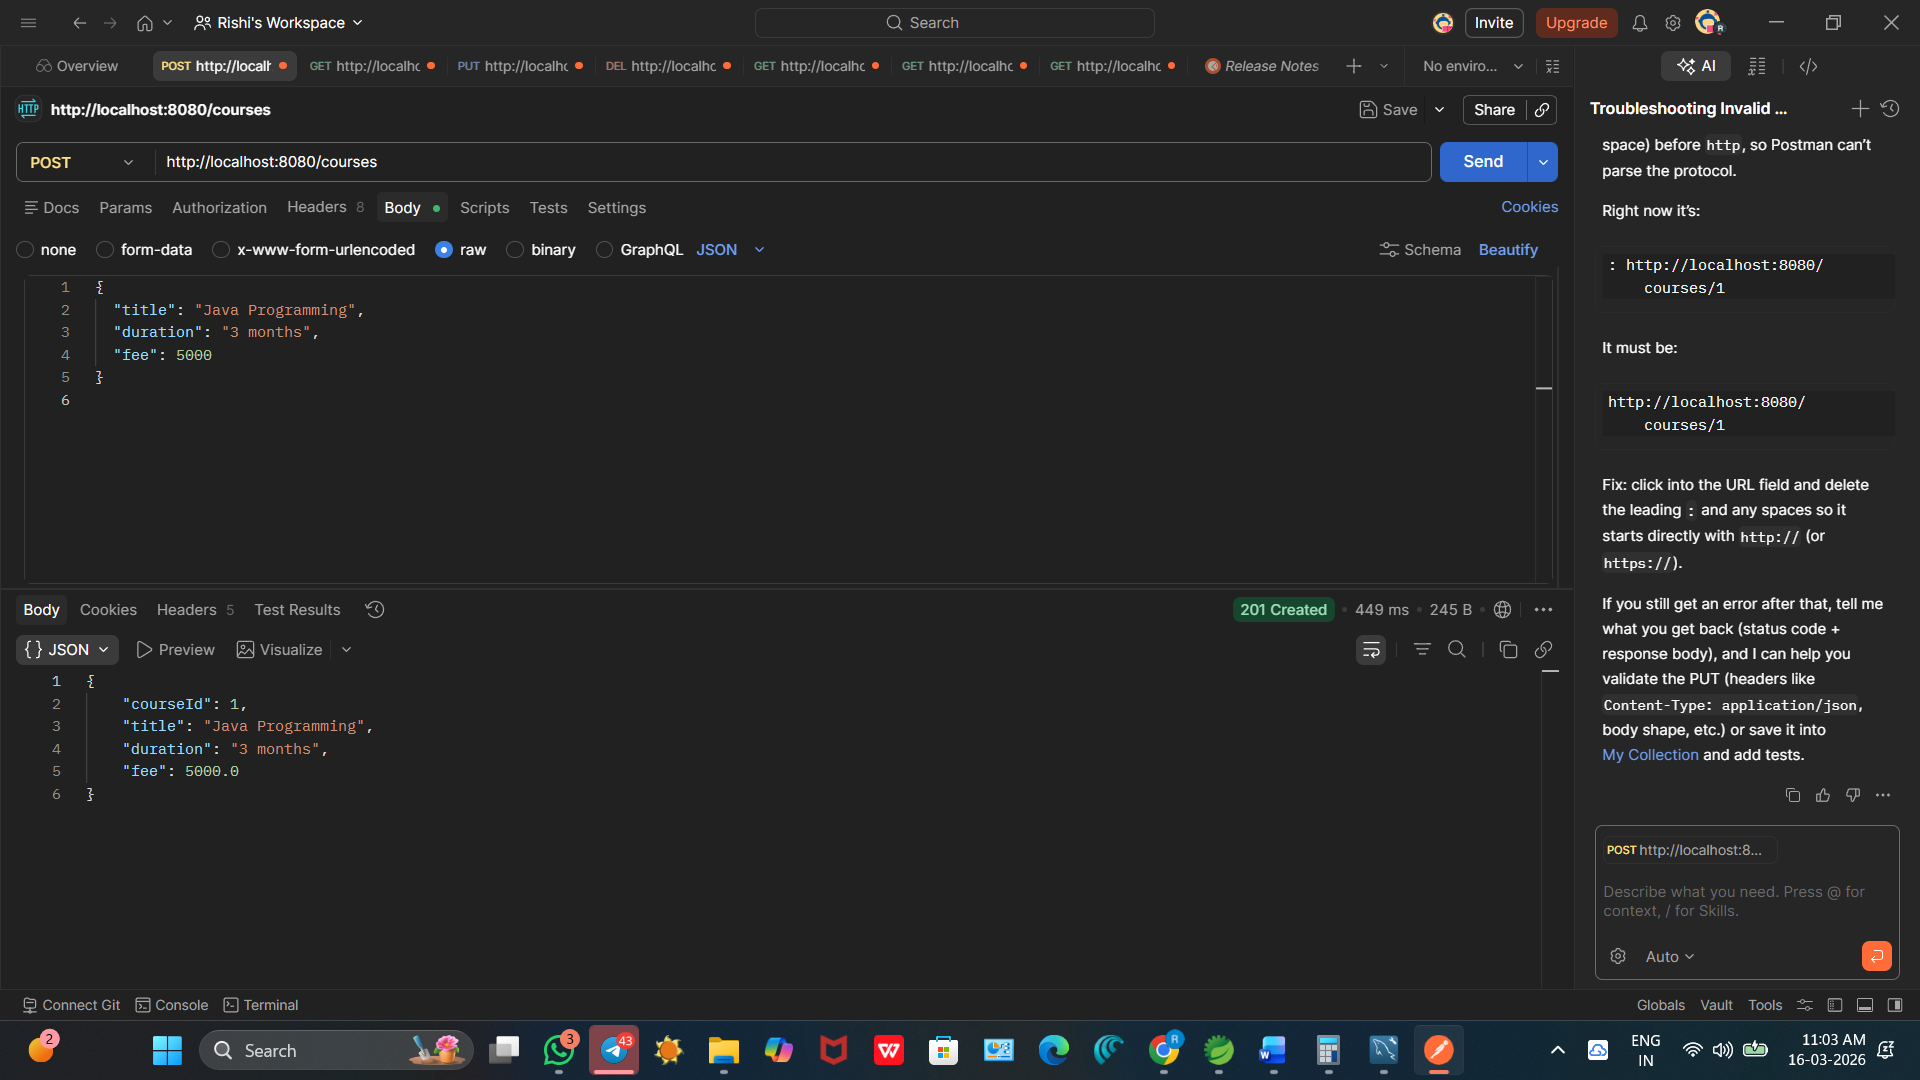 Rishi's Workspace
Search
Invite
Upgrade
Overview
POST http://localh
GET http://localhc
PUT http://localhc
DEL http://localhc
GET http://localhc
GET http://localhc
GET http://localhc
Release Notes
No enviro...
AI
HTTP http://localhost:8080/courses
Save
Share
POST
http://localhost:8080/courses
Send
Docs
Params
Authorization
Headers 8
Body
Scripts
Tests
Settings
Cookies
none
form-data
x-www-form-urlencoded
raw
binary
GraphQL
JSON
Schema
Beautify
1 {
2 "title": "Java Programming",
3 "duration": "3 months",
4 "fee": 5000
5 }
6
Body
Cookies
Headers 5
Test Results
201 Created
449 ms
245 B
{} JSON
Preview
Visualize
1 {
2 "courseId": 1,
3 "title": "Java Programming",
4 "duration": "3 months",
5 "fee": 5000.0
6 }
Troubleshooting Invalid ...
space) before http, so Postman can't
parse the protocol.
Right now it's:
: http://localhost:8080/
courses/1
It must be:
http://localhost:8080/
courses/1
Fix: click into the URL field and delete
the leading : and any spaces so it
starts directly with http:// (or
https://).
If you still get an error after that, tell me
what you get back (status code +
response body), and I can help you
validate the PUT (headers like
Content-Type: application/json,
body shape, etc.) or save it into
My Collection and add tests.
POST http://localhost:8...
Describe what you need. Press @ for
context, / for Skills.
Auto
Connect Git
Console
Terminal
Globals
Vault
Tools
2
Search
3
43
W
R
W
ENG
IN
11:03 AM
16-03-2026